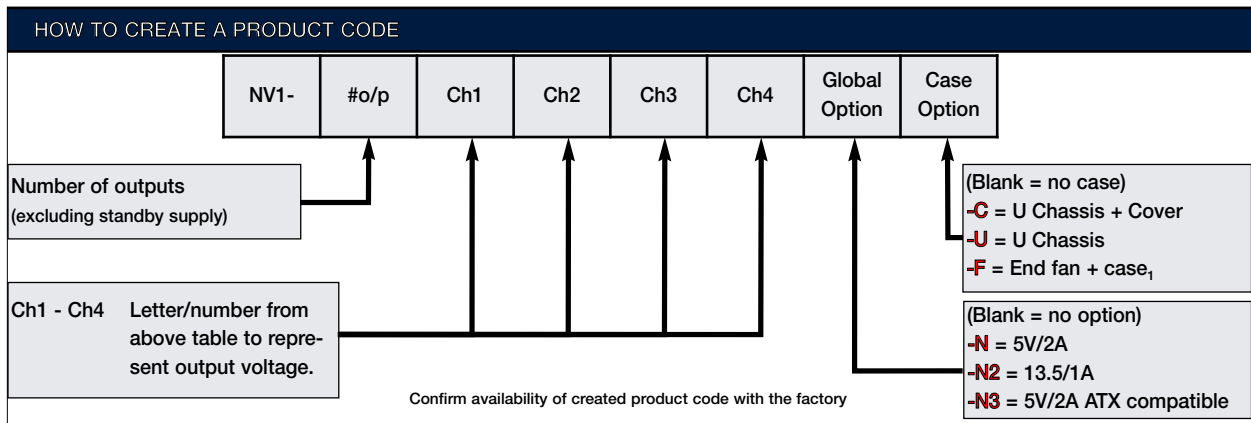 HOW TO CREATE A PRODUCT CODE
NV1-
#o/p
Ch1
Ch2
Ch3
Ch4
Global
Option
Case
Option
Number of outputs
(excluding standby supply)
(Blank = no case)
-C = U Chassis + Cover
-U = U Chassis
-F = End fan + case1
Ch1 - Ch4 Letter/number from
above table to repre-
sent output voltage.
(Blank = no option)
-N = 5V/2A
-N2 = 13.5/1A
-N3 = 5V/2A ATX compatible
Confirm availability of created product code with the factory